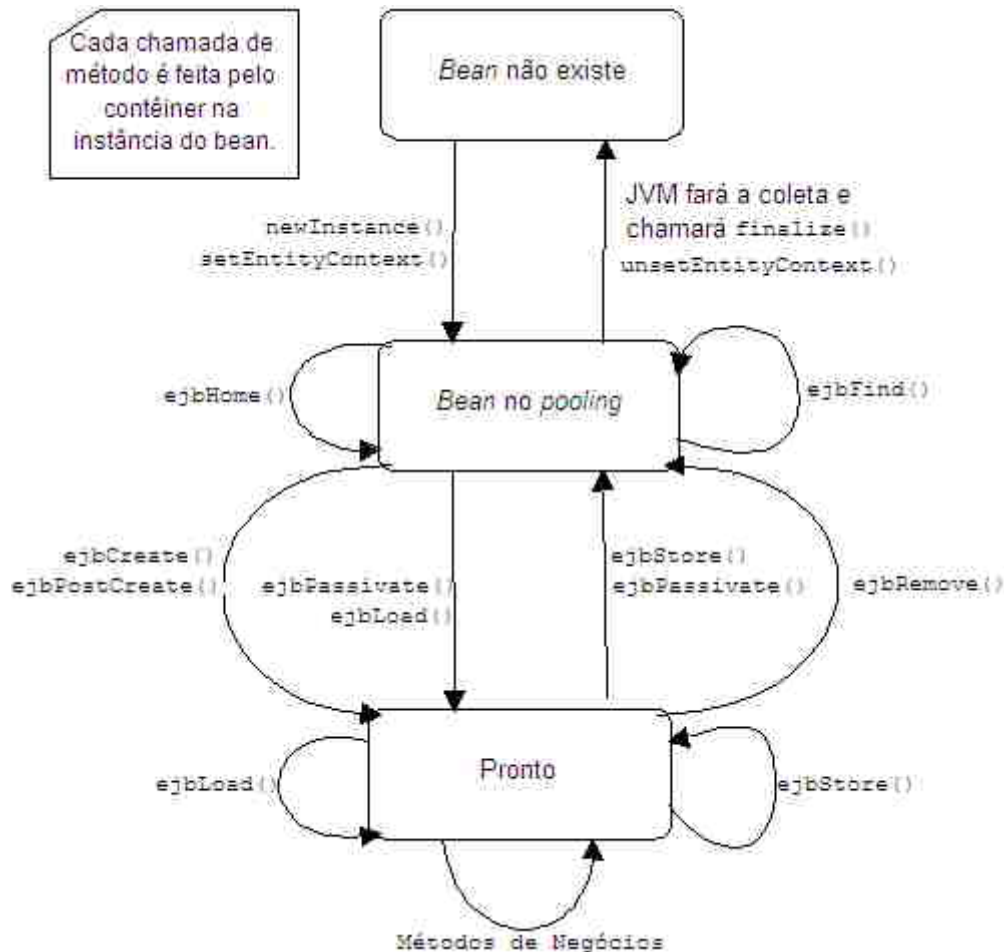 Cada chamada de
método é feita pelo
contêiner na
instância do bean.
Bean não existe
newInstance()
setEntityContext()
JVM fará a coleta e
chamará finalize()
unsetEntityContext()
ejbHome()
Bean no pooling
ejbFind()
ejbCreate()
ejbPostCreate()
ejbPassivate()
ejbLoad()
ejbStore()
ejbPassivate()
ejbRemove()
ejbLoad()
Pronto
ejbStore()
Métodos de Negócios